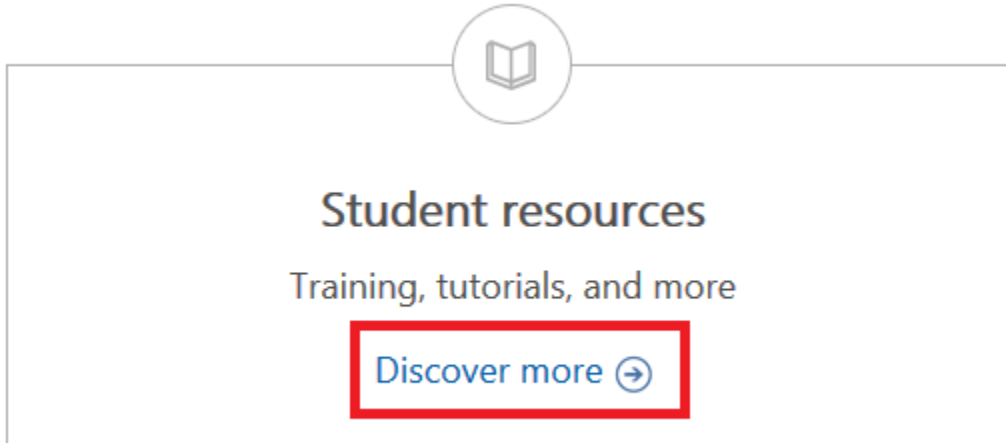 Student resources
Training, tutorials, and more
Discover more